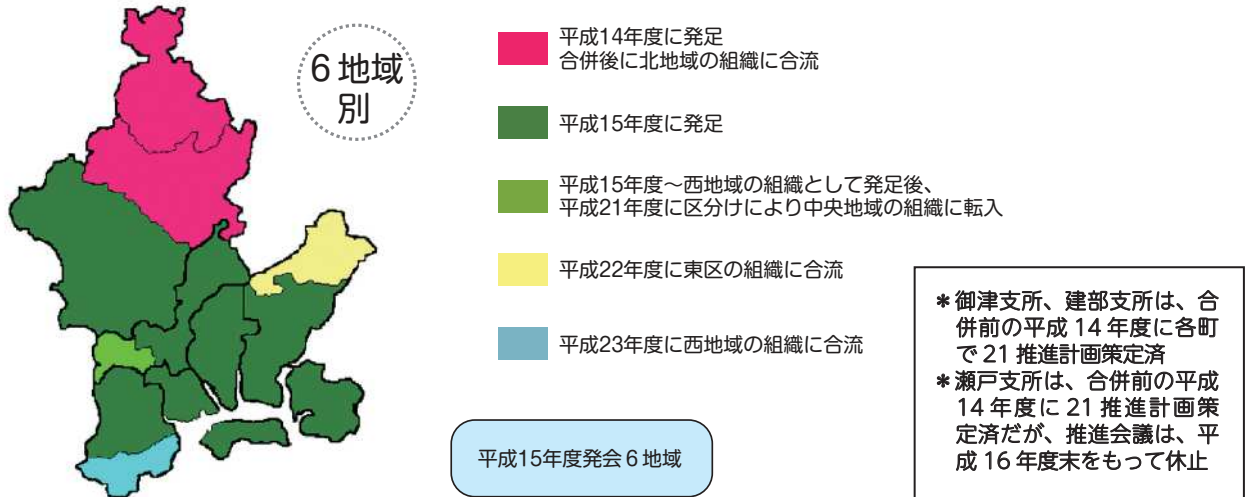 6地域
別
平成14年度に発足
合併後に北地域の組織に合流
平成15年度に発足
平成15年度〜西地域の組織として発足後、
平成21年度に区分けにより中央地域の組織に転入
平成22年度に東区の組織に合流
平成23年度に西地域の組織に合流
平成15年度発会6地域
＊御津支所、建部支所は、合
併前の平成14年度に各町
で21推進計画策定済
＊瀬戸支所は、合併前の平成
14年度に21推進計画策
定済だが、推進会議は、平
成16年度末をもって休止